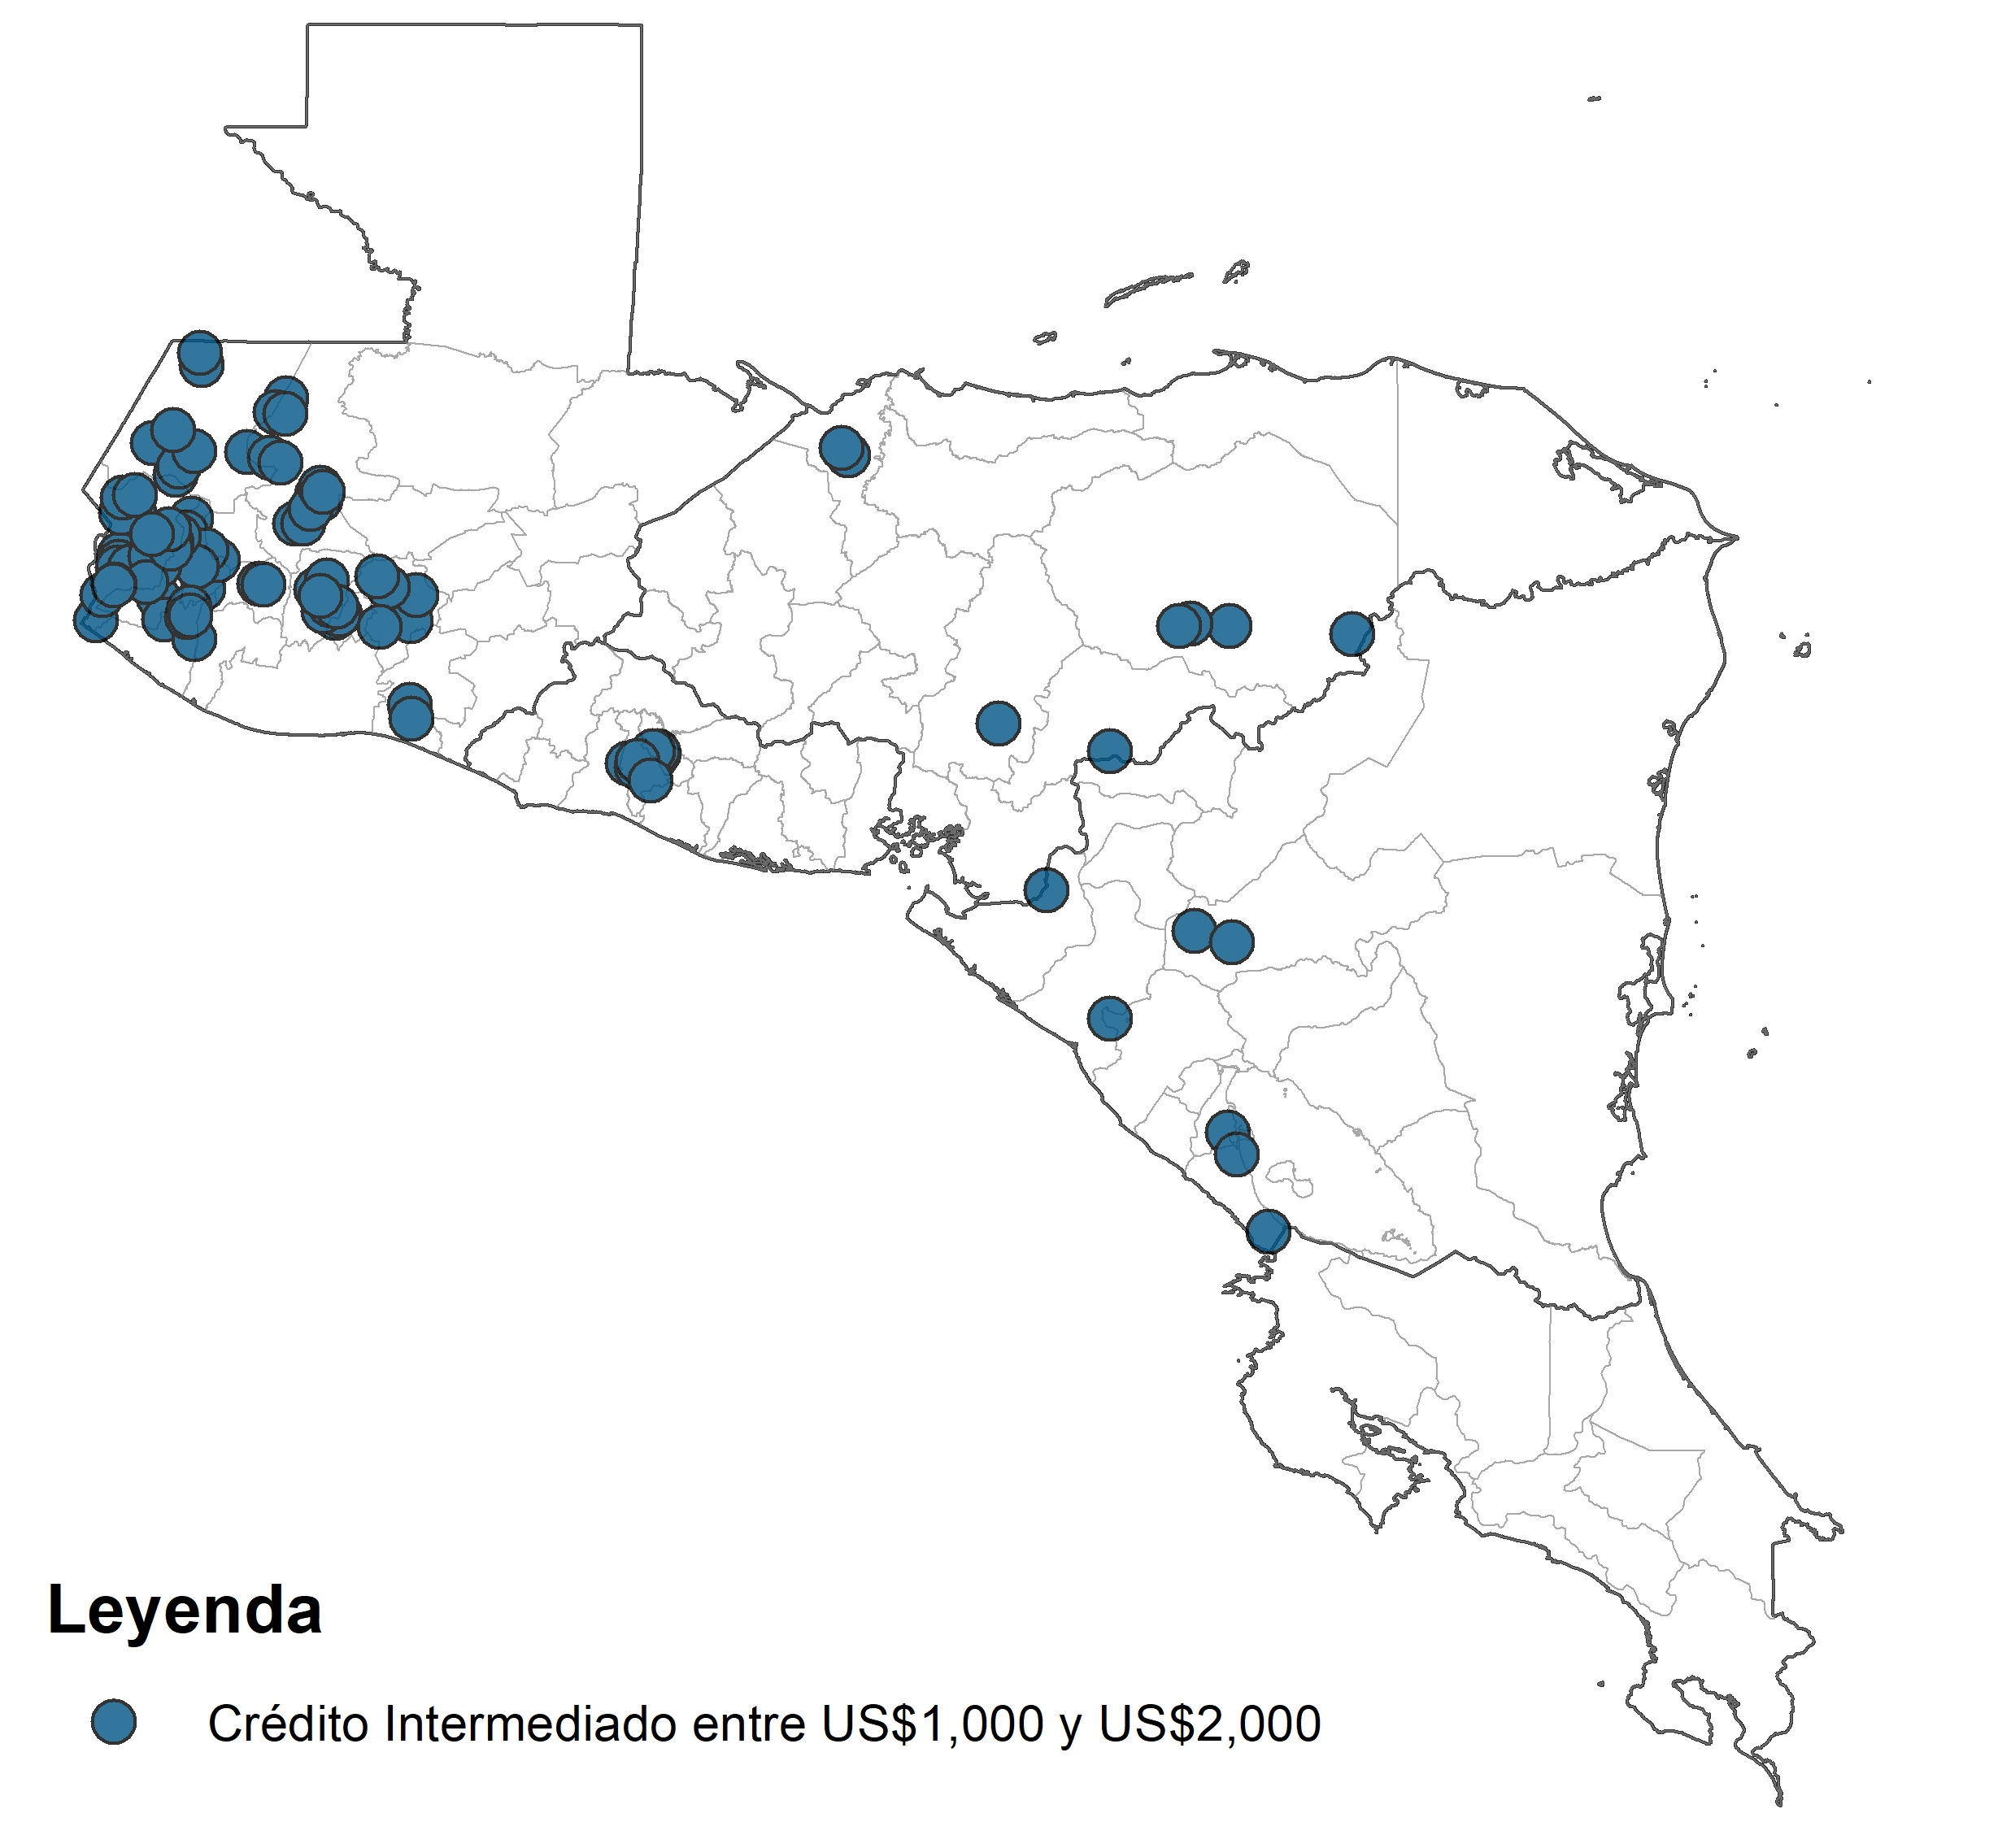 Leyenda
Crédito Intermediado entre US$1,000 y US$2,000